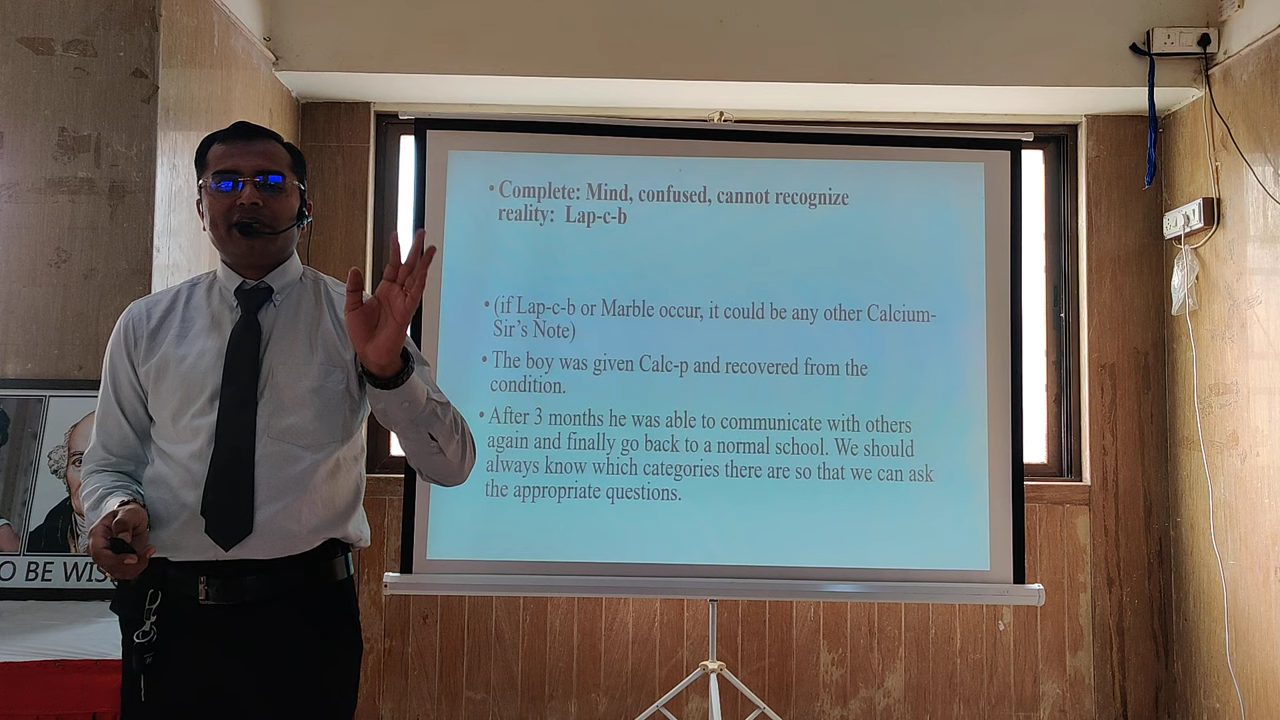 • Complete: Mind, confused, cannot recognize
reality: Lap-c-b
• (if Lap-c-b or Marble occur, it could be any other Calcium-
Sir's Note)
• The boy was given Calc-p and recovered from the
condition.
• After 3 months he was able to communicate with others
again and finally go back to a normal school. We should
always know which categories there are so that we can ask
the appropriate questions.
O BE WIS